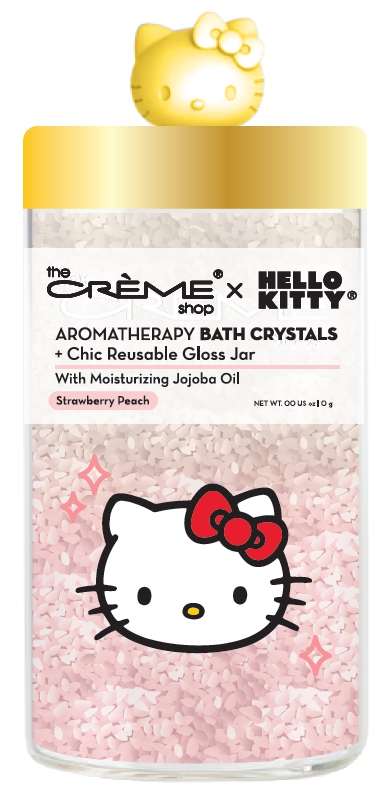 the
CRÈME® x HELLO
shop KITTY®
AROMATHERAPY BATH CRYSTALS
+ Chic Reusable Gloss Jar
With Moisturizing Jojoba Oil
Strawberry Peach
NET WT. 00 US oz | 0 g